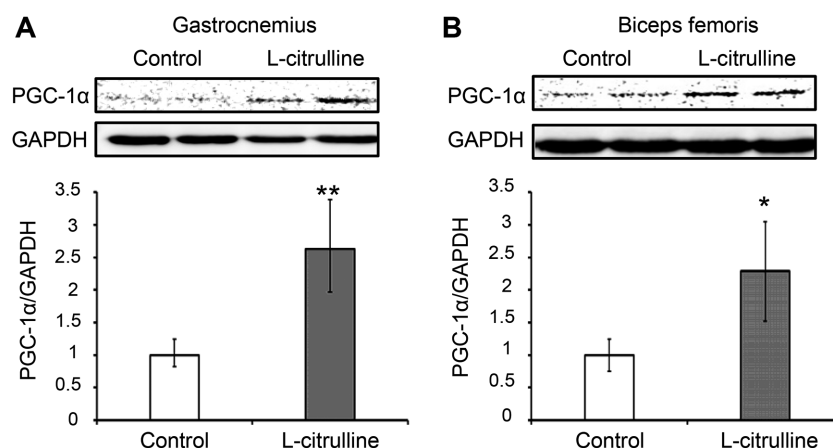 A
Gastrocnemius
Control L-citrulline
PGC-1α
GAPDH
**
3.5
3
2.5
2
1.5
1
0.5
0
PGC-1α/GAPDH
Control L-citrulline
B
Biceps femoris
Control L-citrulline
PGC-1α
GAPDH
*
3.5
3
2.5
2
1.5
1
0.5
0
PGC-1α/GAPDH
Control L-citrulline